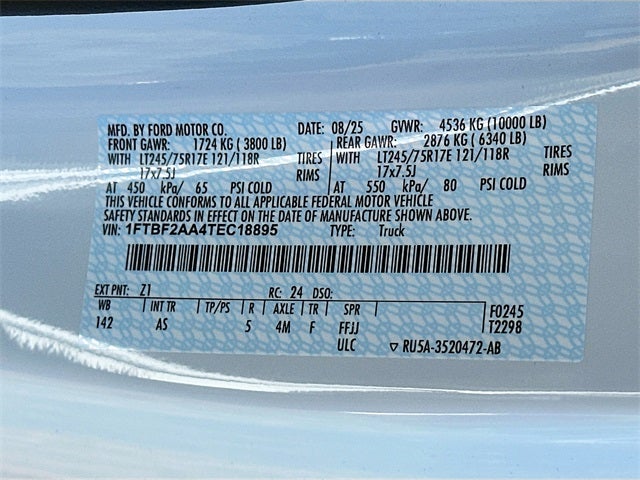 MFD. BY FORD MOTOR CO. DATE: 08/25 GVWR: 4536 KG (10000 LB)
FRONT GAWR: 1724 KG ( 3800 LB) REAR GAWR: 2876 KG ( 6340 LB)
WITH LT245/75R17E 121/118R TIRES WITH LT245/75R17E 121/118R TIRES
17x7.5J RIMS 17x7.5J RIMS
AT 450 kPa/ 65 PSI COLD AT 550 kPa/ 80 PSI COLD
THIS VEHICLE CONFORMS TO ALL APPLICABLE FEDERAL MOTOR VEHICLE
SAFETY STANDARDS IN EFFECT ON THE DATE OF MANUFACTURE SHOWN ABOVE.
VIN: 1FTBF2AA4TEC18895 TYPE: Truck
EXT PNT: Z1 RC: 24 DSO:
WB INT TR TP/PS R AXLE TR SPR F0245
142 AS 5 4M F FFJJ T2298
ULC ▽ RU5A-3520472-AB